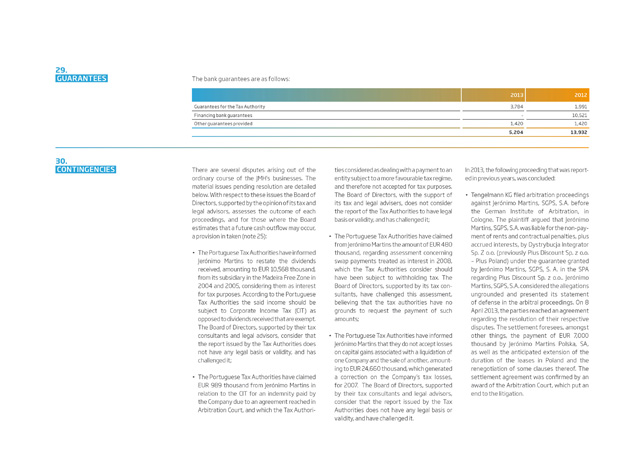 29.
GUARANTEES
The bank guarantees are as follows:
2013 2012
Guarantees for the Tax Authority 3,784 1,991
Financing bank guarantees - 10,521
Other guarantees provided 1,420 1,420
5,204 13,932
30.
CONTINGENCIES
There are several disputes arising out of the
ordinary course of the JMH's businesses. The
material issues pending resolution are detailed
below. With respect to these issues the Board of
Directors, supported by the opinion of its tax and
legal advisors, assesses the outcome of each
proceeding, and for those where the Board
estimates that a future cash outflow may occur,
a provision in taken (note 25):
• The Portuguese Tax Authorities have informed
Jerónimo Martins to restate the dividends
received, amounting to EUR 10,568 thousand,
from its subsidiary in the Madeira Free Zone in
2004 and 2005, considering them as interest
for tax purposes. According to the Portuguese
Tax Authorities the said income should be
subject to Corporate Income Tax (CIT) as
opposed to dividends received that are exempt.
The Board of Directors, supported by their tax
consultants and legal advisors, consider that
the report issued by the Tax Authorities does
not have any legal basis or validity, and has
challenged it;
• The Portuguese Tax Authorities have claimed
EUR 989 thousand from Jerónimo Martins in
relation to the CIT for an indemnity paid by
the Company due to an agreement reached in
Arbitration Court, and which the Tax Authori-
ties considered as dealing with a payment to an
entity subject to a more favourable tax regime,
and therefore not accepted for tax purposes.
The Board of Directors, with the support of
its tax and legal advisers, does not consider
the report of the Tax Authorities to have legal
basis or validity, and has challenged it;
• The Portuguese Tax Authorities have claimed
from Jerónimo Martins the amount of EUR 460
thousand, regarding assessment concerning
swap payments treated as interest in 2008,
which the Tax Authorities consider should
have been subject to withholding tax. The
Board of Directors, supported by its tax con-
sultants, have challenged this assessment,
believing that the tax authorities have no
grounds to request the payment of such
amounts;
• The Portuguese Tax Authorities have informed
Jerónimo Martins that they do not accept losses
on capital gains associated with a liquidation of
one Company and the sale of another, amount-
ing to EUR 24,660 thousand, which generated
a correction on the Company's tax losses,
for 2007. The Board of Directors, supported
by their tax consultants and legal advisors,
consider that the report issued by the Tax
Authorities does not have any legal basis or
validity, and have challenged it.
In 2013, the following proceeding that was report-
ed in previous years, was concluded:
• Tengelmann KG filed arbitration proceedings
against Jerónimo Martins, SGPS, S.A. before
the German Institute of Arbitration, in
Cologne. The plaintiff argued that Jerónimo
Martins, SGPS, S.A. was liable for the non-pay-
ment of rents and contractual penalties, plus
accrued interests, by Dystrybucja Integrator
Sp. Z o.o. (previously Plus Discount Sp. z o.o.
– Plus Poland) under the guarantee granted
by Jerónimo Martins, SGPS, S. A. in the SPA
regarding Plus Discount Sp. z o.o., Jerónimo
Martins, SGPS, S.A. considered the allegations
ungrounded and presented its statement
of defense in the arbitral proceedings. On 8
April 2013, the parties reached an agreement
regarding the resolution of their respective
disputes. The settlement foresees, amongst
other things, the payment of EUR 7,000
thousand by Jerónimo Martins Polska, SA,
as well as the anticipated extension of the
duration of the leases in Poland and the
renegotiation of some clauses thereof. The
settlement agreement was confirmed by an
award of the Arbitration Court, which put an
end to the litigation.